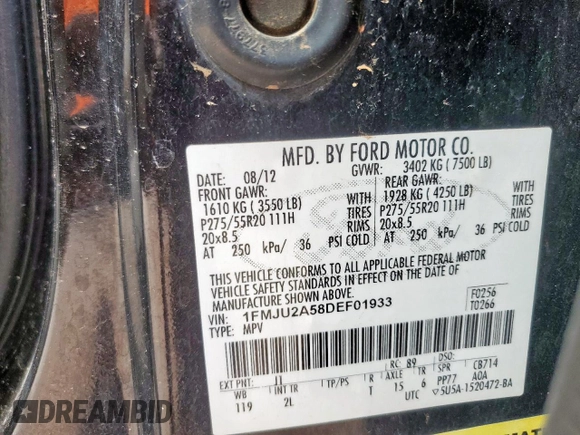 MFD. BY FORD MOTOR CO.
DATE: 08/12 GVWR: 3402 KG ( 7500 LB)
FRONT GAWR: REAR GAWR:
1610 KG ( 3550 LB) WITH 1928 KG ( 4250 LB) WITH
P275/55R20 111H TIRES P275/55R20 111H TIRES
20x8.5 RIMS 20x8.5 RIMS
AT 250 kPa/ 36 PSI COLD AT 250 kPa/ 36 PSI COLD
THIS VEHICLE CONFORMS TO ALL APPLICABLE FEDERAL MOTOR
VEHICLE SAFETY STANDARDS IN EFFECT ON THE DATE OF
MANUFACTURE SHOWN ABOVE.
VIN: 1FMJU2A58DEF01933 F0256
TYPE: MPV T0266
EXT PNT: J1 RC: 89 DSO:
WB INT TR TP/PS R AXLE TR SPR CB714
119 2L T 15 6 PP77 AOA
UTC 5U5A-1520472-BA
DREAMBID